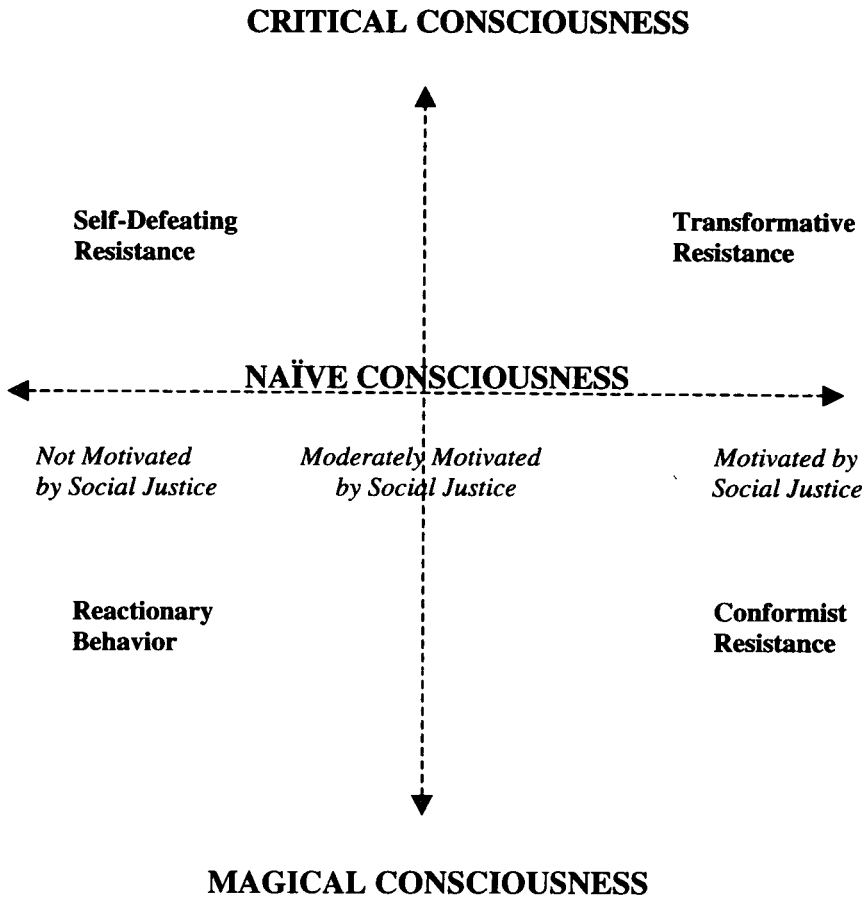 CRITICAL CONSCIOUSNESS
Self-Defeating
Resistance
Transformative
Resistance
NAÏVE CONSCIOUSNESS
Not Motivated
by Social Justice
Moderately Motivated
by Social Justice
Motivated by
Social Justice
Reactionary
Behavior
Conformist
Resistance
MAGICAL CONSCIOUSNESS